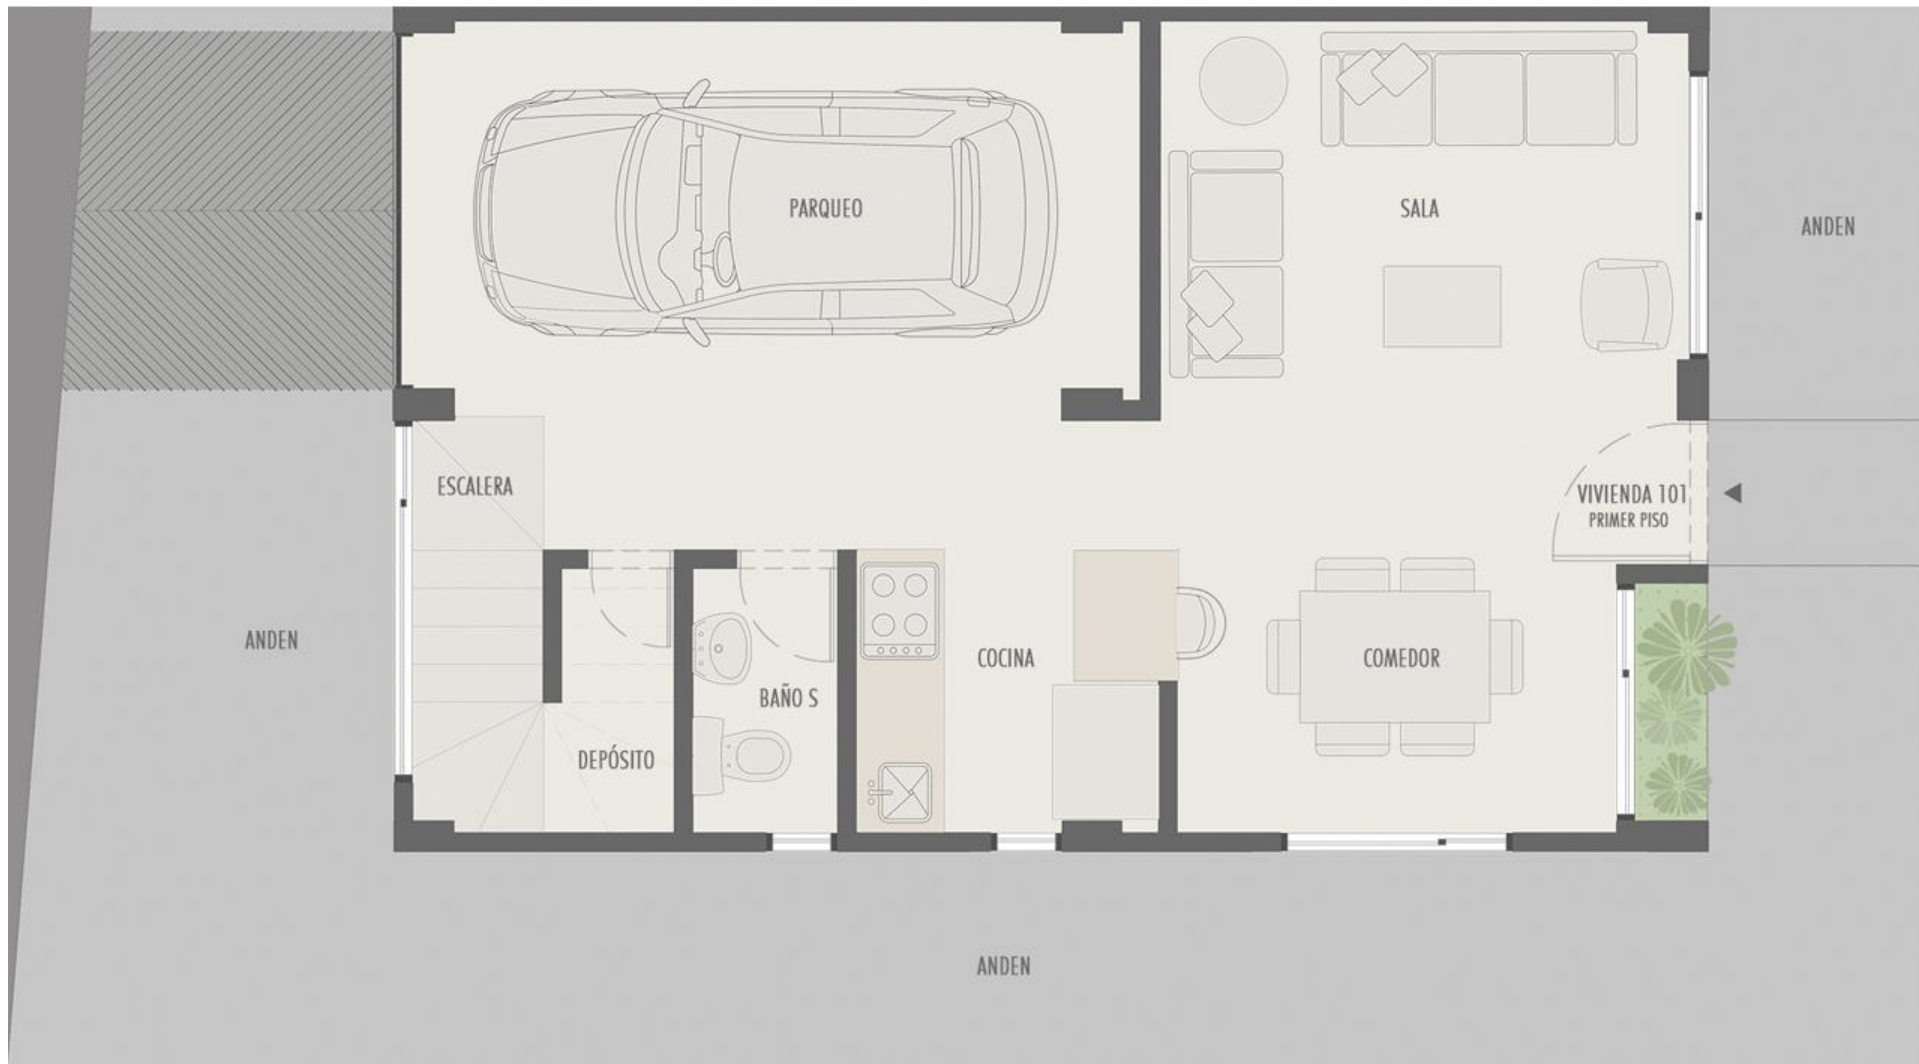 PARQUEO
SALA
ANDEN
ESCALERA
VIVIENDA 101
PRIMER PISO
ANDEN
COCINA
COMEDOR
BAÑO S
DEPÓSITO
ANDEN